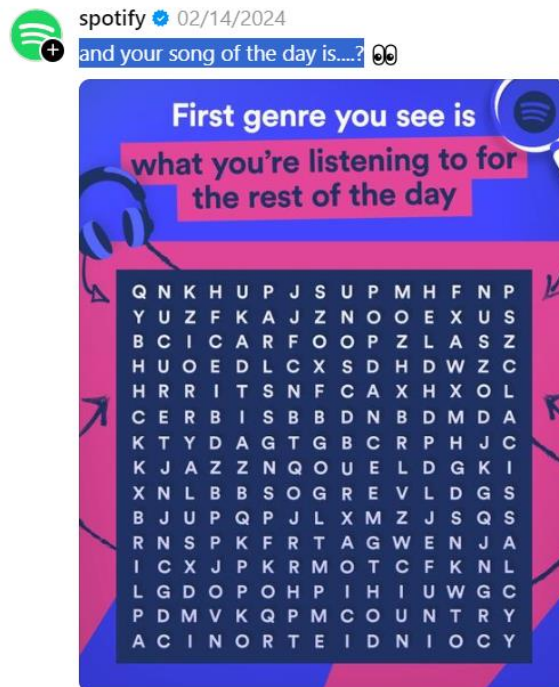 spotify 02/14/2024
and your song of the day is....? 👀
First genre you see is
what you're listening to for
the rest of the day
Q N K H U P J S U P M H F N P
Y U Z F K A J Z N O O E X U S
B C I C A R F O O P Z L A S Z
H U O E D L C X S D H D W Z C
H R R I T S N F C A X H X O L
C E R B I S B B D N B D M D A
K T Y D A G T G B C R P H J C
K J A Z Z N Q O U E L D G K I
X N L B B S O G R E V L D G S
B J U P Q P J L X M Z J S Q S
R N S P K F R T A G W E N J A
I C X J P K R M O T C F K N L
L G D O P O H P I H I U W G C
P D M V K Q P M C O U N T R Y
A C I N O R T E I D N I O C Y